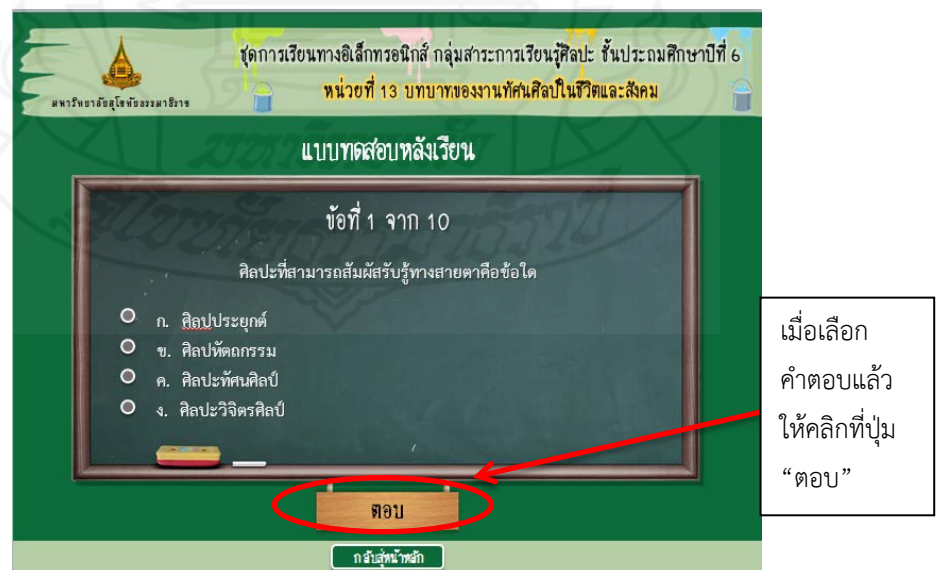 ชุดการเรียนทางอิเล็กทรอนิกส์ กลุ่มสาระการเรียนรู้ศิลปะ ชั้นประถมศึกษาปีที่ 6
หน่วยที่ 13 บทบาทของงานทัศนศิลป์ในชีวิตและสังคม
มหาวิทยาลัยสุโขทัยธรรมาธิราช
แบบทดสอบหลังเรียน
ข้อที่ 1 จาก 10
ศิลปะที่สามารถสัมผัสรับรู้ทางสายตาคือข้อใด
ก. ศิลปประยุกต์
ข. ศิลปหัตถกรรม
ค. ศิลปะทัศนศิลป์
ง. ศิลปะวิจิตรศิลป์
ตอบ
กลับสู่หน้าหลัก
เมื่อเลือก
คำตอบแล้ว
ให้คลิกที่ปุ่ม
“ตอบ”